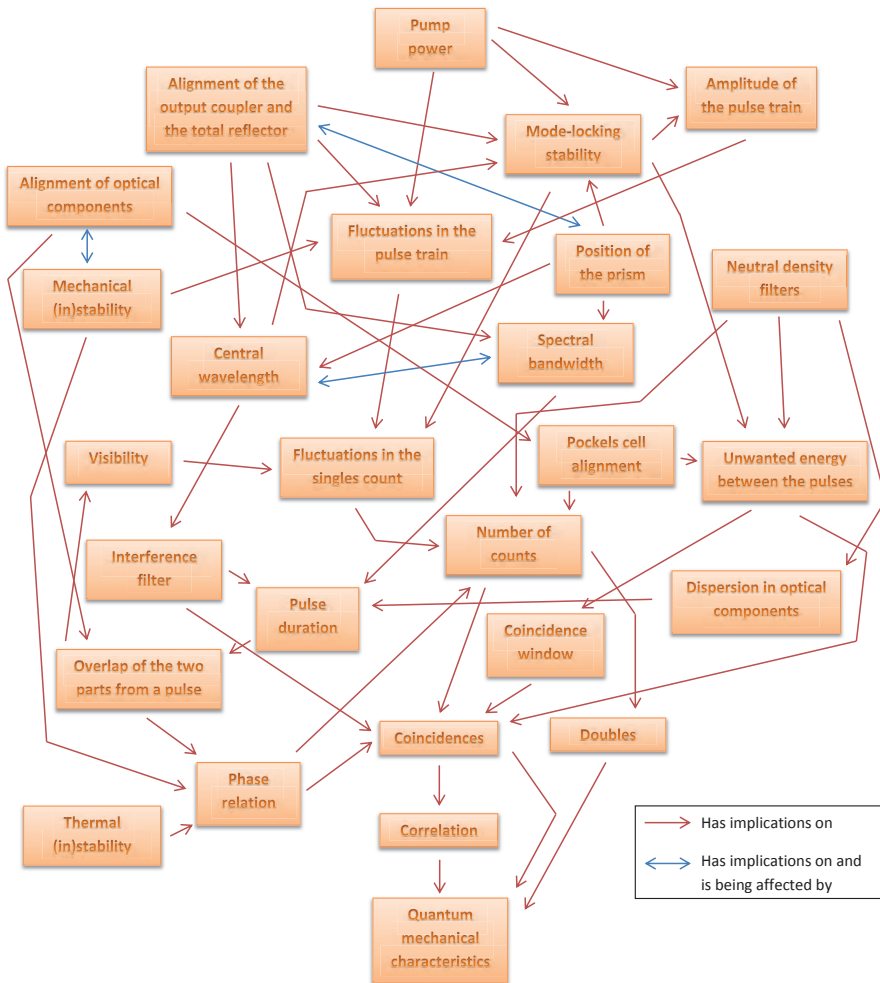 Pump
power
Alignment of the
output coupler and
the total reflector
Amplitude of
the pulse train
Mode-locking
stability
Alignment of optical
components
Fluctuations in the
pulse train
Position of
the prism
Neutral density
filters
Mechanical
(in)stability
Central
wavelength
Spectral
bandwidth
Visibility
Fluctuations in the
singles count
Pockels cell
alignment
Unwanted energy
between the pulses
Number of
counts
Interference
filter
Pulse
duration
Dispersion in optical
components
Coincidence
window
Overlap of the two
parts from a pulse
Coincidences
Doubles
Phase
relation
Thermal
(in)stability
Correlation
Quantum
mechanical
characteristics
Has implications on
Has implications on and
is being affected by